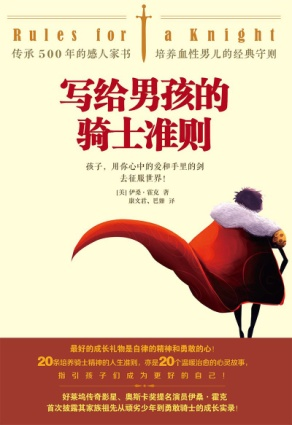 Rules for a Knight
传承500年的感人家书 培养血性男儿的经典守则
写给男孩的
骑士准则
孩子,用你心中的爱和手里的剑
去征服世界!
[美]伊桑·霍克 著
康文君,巴雅 译
最好的成长礼物是自律的精神和勇敢的心!
20条培养骑士精神的人生准则,亦是20个温暖治愈的心灵故事,
指引孩子们成为更好的自己!
好莱坞传奇影星、奥斯卡奖提名演员伊桑·霍克
首次披露其家族祖先从顽劣少年到勇敢骑士的成长实录!